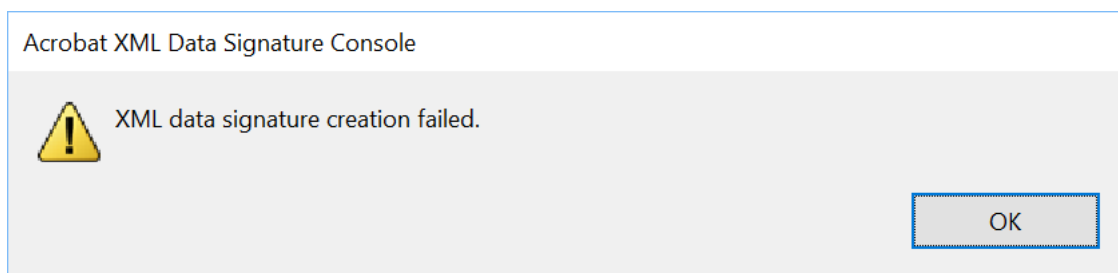 Acrobat XML Data Signature Console
XML data signature creation failed.
OK